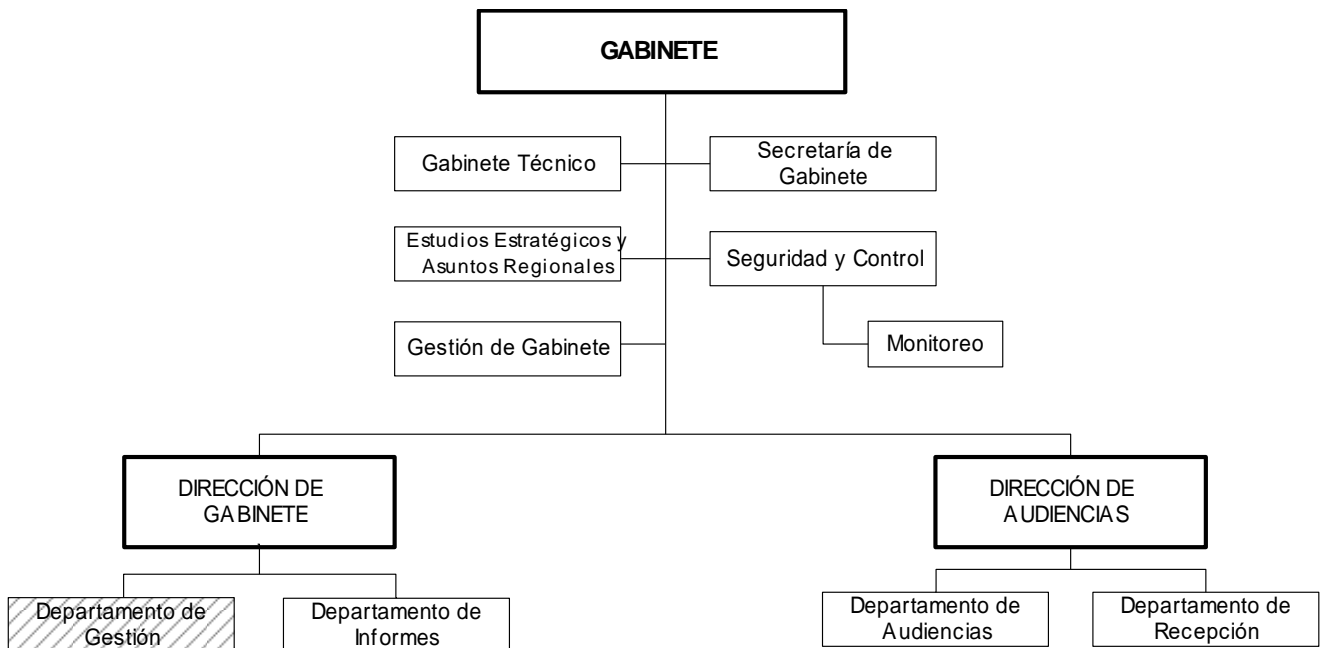 GABINETE
Gabinete Técnico
Secretaría de
Gabinete
Estudios Estratégicos y
Asuntos Regionales
Seguridad y Control
Gestión de Gabinete
Monitoreo
DIRECCIÓN DE
GABINETE
DIRECCIÓN DE
AUDIENCIAS
Departamento de
Gestión
Departamento de
Informes
Departamento de
Audiencias
Departamento de
Recepción